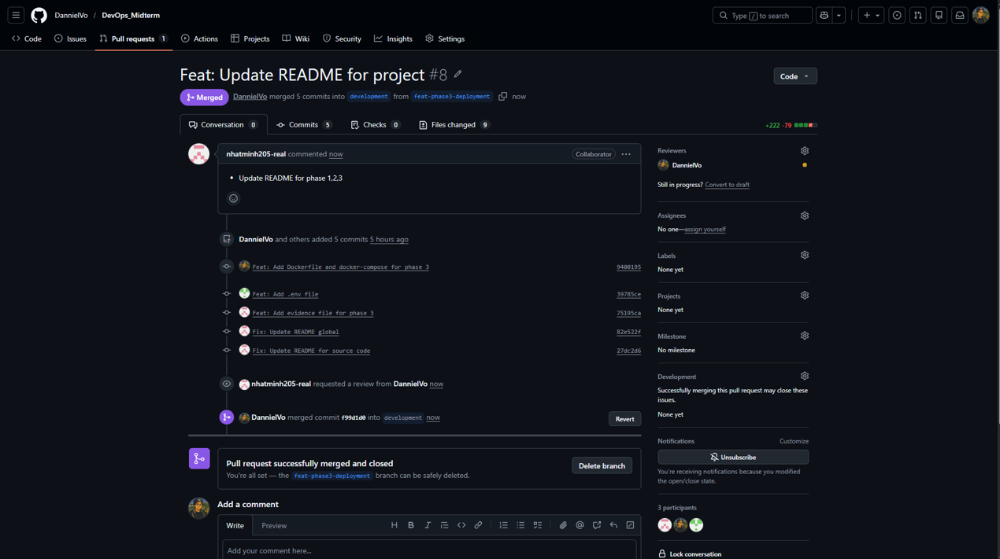 DannielVo / DevOps_Midterm
Type / to search
Code Issues Pull requests 1 Actions Projects Wiki Security Insights Settings
Feat: Update README for project #8
Code
Merged DannielVo merged 5 commits into development from feat-phase3-deployment now
Conversation 0 Commits 5 Checks 0 Files changed 9
+222 -79
nhatminh205-real commented now
Collaborator
• Update README for phase 1,2,3
DannielVo and others added 5 commits 5 hours ago
Feat: Add Dockerfile and docker-compose for phase 3 9400195
Feat: Add .env file 39785ce
Feat: Add evidence file for phase 3 75195ca
Fix: Update README global 82e522f
Fix: Update README for source code 27dc2d6
nhatminh205-real requested a review from DannielVo now
DannielVo merged commit f99d1d0 into development now
Revert
Pull request successfully merged and closed
You're all set — the feat-phase3-deployment branch can be safely deleted.
Delete branch
Add a comment
Write Preview
Add your comment here...
Reviewers
DannielVo
Still in progress? Convert to draft
Assignees
No one—assign yourself
Labels
None yet
Projects
None yet
Milestone
No milestone
Development
Successfully merging this pull request may close these
issues.
None yet
Notifications Customize
Unsubscribe
You're receiving notifications because you modified
the open/close state.
3 participants
Lock conversation